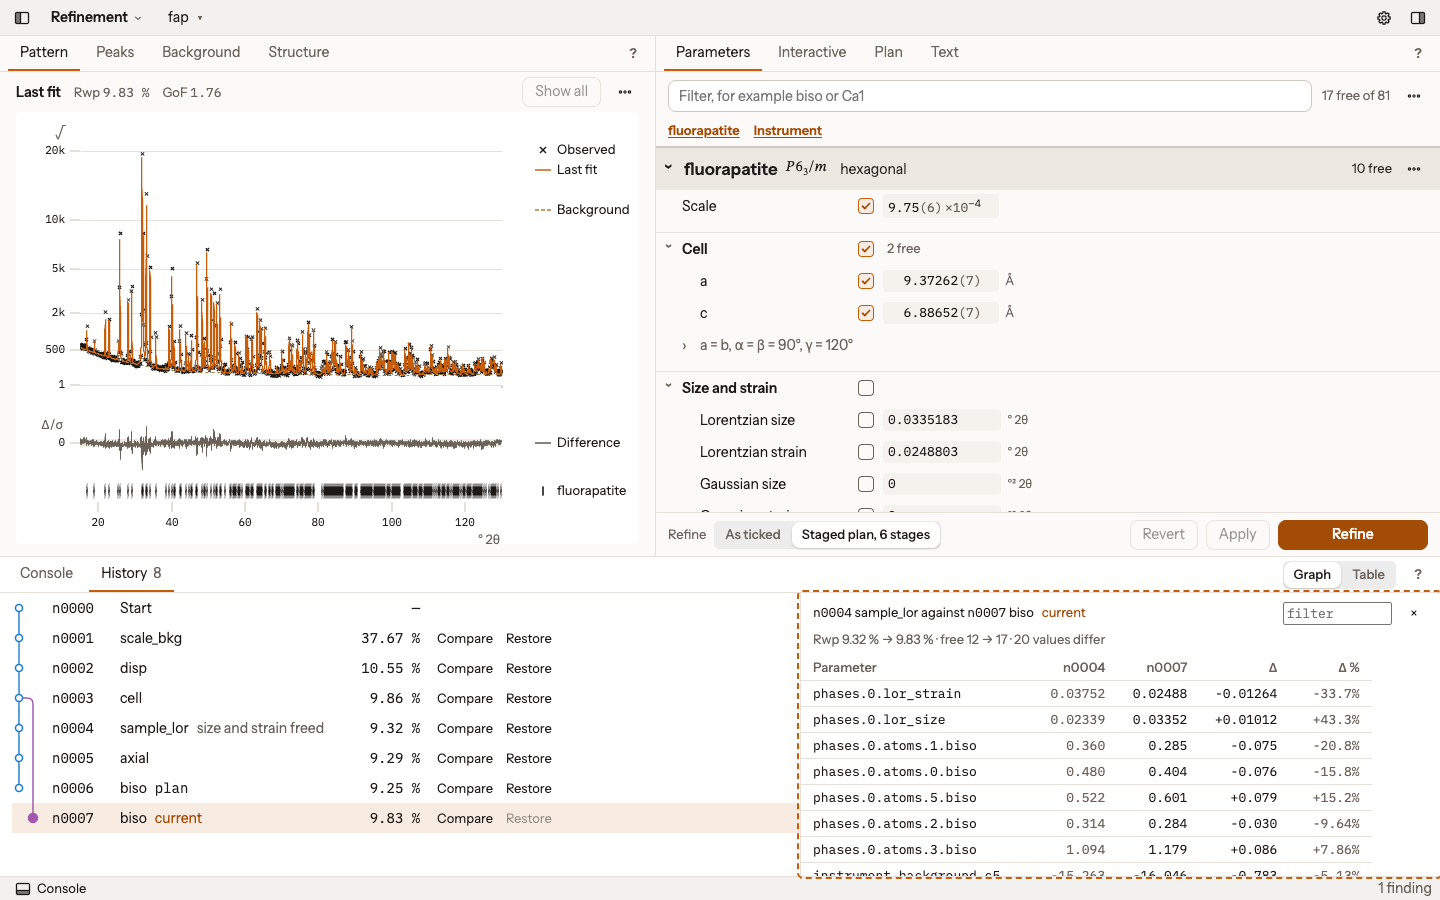 Refinement fap
Pattern Peaks Background Structure ?
Parameters Interactive Plan Text ?
Last fit Rwp 9.83 % GoF 1.76 Show all
Filter, for example biso or Ca1 17 free of 81
fluorapatite Instrument
√
20k
10k
5k
2k
500
1
Δ/σ
0
Observed
Last fit
Background
Difference
fluorapatite
20 40 60 80 100 120
°2θ
fluorapatite P6₃/m hexagonal 10 free
Scale 9.75(6)×10⁻⁴
Cell 2 free
a 9.37262(7) Å
c 6.88652(7) Å
a = b, α = β = 90°, γ = 120°
Size and strain
Lorentzian size 0.0335183 °2θ
Lorentzian strain 0.0248803 °2θ
Gaussian size 0 °² 2θ
Refine As ticked Staged plan, 6 stages Revert Apply Refine
Console History 8 Graph Table ?
n0000 Start —
n0001 scale_bkg 37.67 % Compare Restore
n0002 disp 10.55 % Compare Restore
n0003 cell 9.86 % Compare Restore
n0004 sample_lor size and strain freed 9.32 % Compare Restore
n0005 axial 9.29 % Compare Restore
n0006 biso plan 9.25 % Compare Restore
n0007 biso current 9.83 % Compare Restore
n0004 sample_lor against n0007 biso current filter ×
Rwp 9.32 % → 9.83 % · free 12 → 17 · 20 values differ
Parameter n0004 n0007 Δ Δ %
phases.0.lor_strain 0.03752 0.02488 -0.01264 -33.7%
phases.0.lor_size 0.02339 0.03352 +0.01012 +43.3%
phases.0.atoms.1.biso 0.360 0.285 -0.075 -20.8%
phases.0.atoms.0.biso 0.480 0.404 -0.076 -15.8%
phases.0.atoms.5.biso 0.522 0.601 +0.079 +15.2%
phases.0.atoms.2.biso 0.314 0.284 -0.030 -9.64%
phases.0.atoms.3.biso 1.094 1.179 +0.086 +7.86%
instrument.background.c5 -15.263 -16.046 -0.783 -5.13%
Console 1 finding